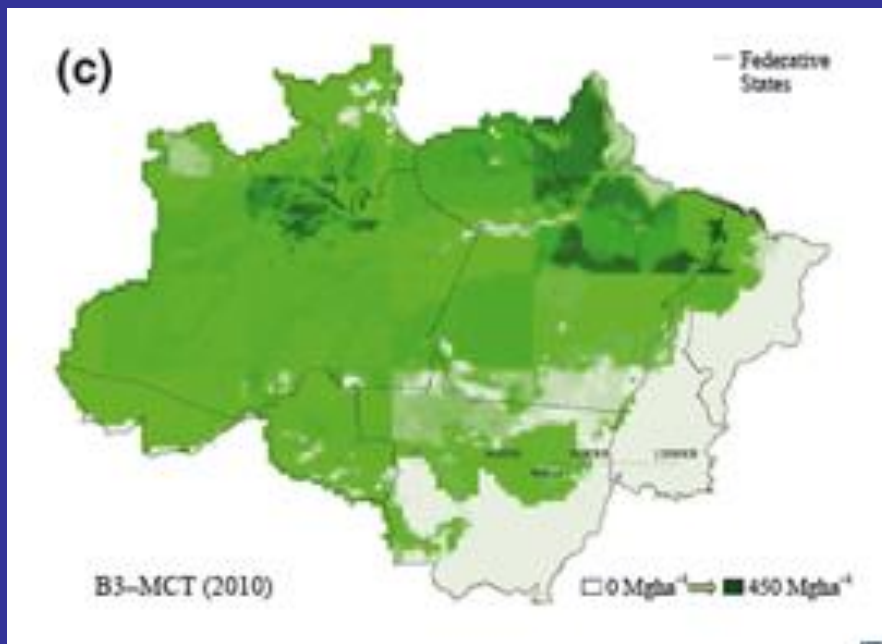 (c)
— Federative
States
B3–MCT (2010)
0 Mgha⁻¹ 450 Mgha⁻¹